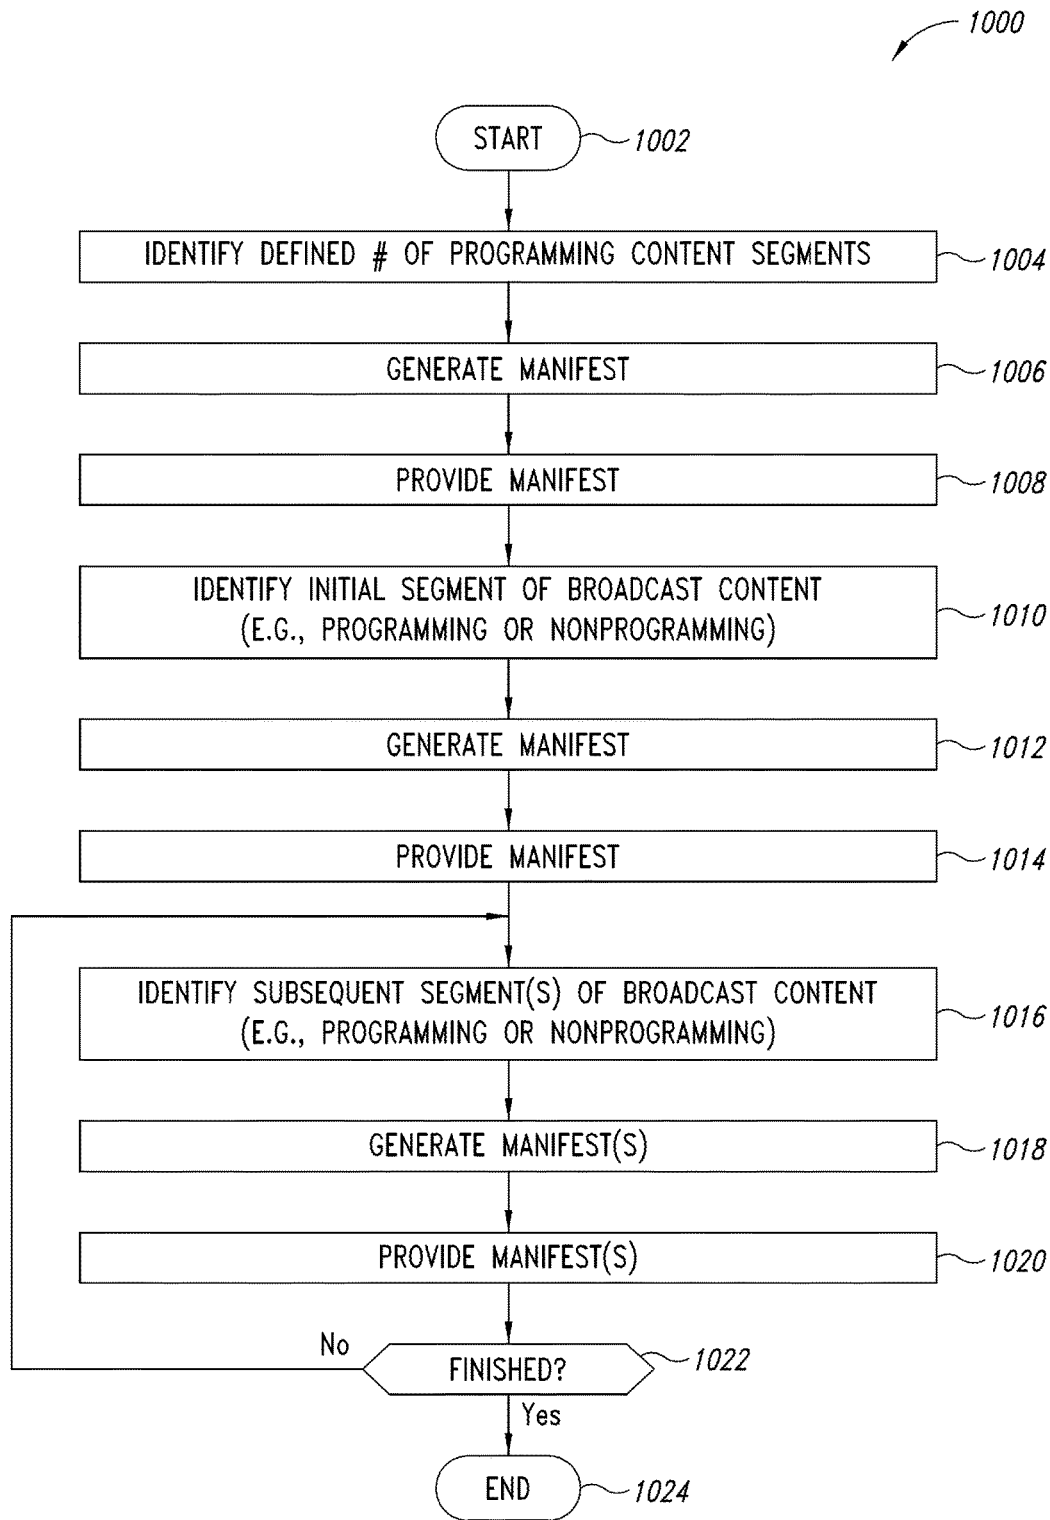 1000
START
1002
IDENTIFY DEFINED # OF PROGRAMMING CONTENT SEGMENTS
1004
GENERATE MANIFEST
1006
PROVIDE MANIFEST
1008
IDENTIFY INITIAL SEGMENT OF BROADCAST CONTENT
(E.G., PROGRAMMING OR NONPROGRAMMING)
1010
GENERATE MANIFEST
1012
PROVIDE MANIFEST
1014
IDENTIFY SUBSEQUENT SEGMENT(S) OF BROADCAST CONTENT
(E.G., PROGRAMMING OR NONPROGRAMMING)
1016
GENERATE MANIFEST(S)
1018
PROVIDE MANIFEST(S)
1020
No
FINISHED?
1022
Yes
END
1024